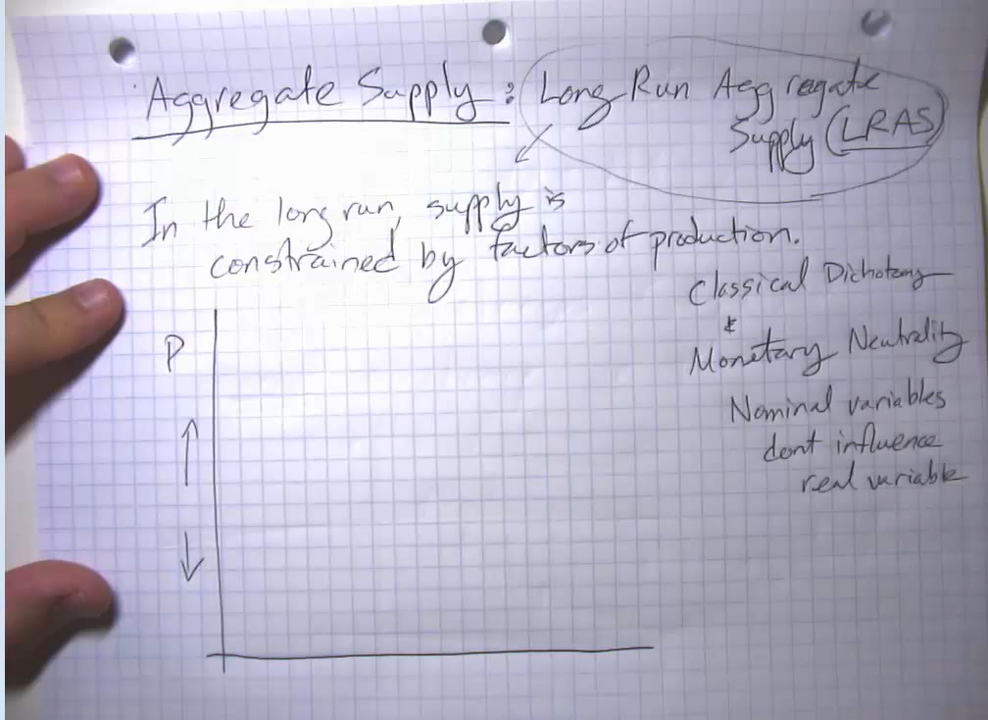 Aggregate Supply: Long Run Aggregate
Supply (LRAS)
In the long run, supply is
constrained by factors of production.
Classical Dichotomy
&
Monetary Neutrality
Nominal variables
dont influence
real variable
P